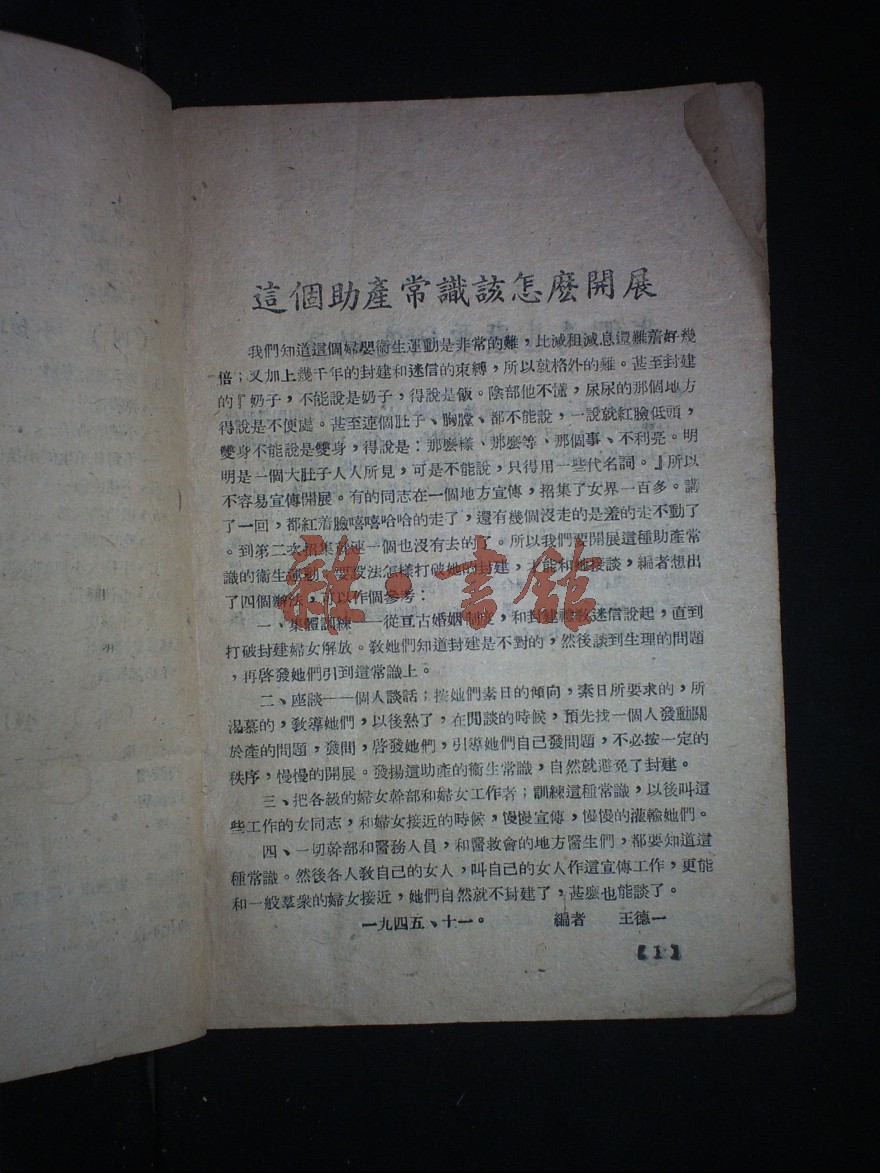 這個助產常識該怎麼開展
我們知道這個婦嬰衞生運動是非常的難，比減租減息還難着好幾
倍；又加上幾千年的封建和迷信的束縛，所以就格外的難。甚至封建
的『奶子，不能說是奶子，得說是飯。陰部他不懂，尿尿的那個地方
得說是不便處。甚至連個肚子、胸膛、都不能說，一說就紅臉低頭，
雙身不能說是雙身，得說是：那麼樣、那麼等、那個事、不利亮。明
明是一個大肚子人人所見，可是不能說，只得用一些代名詞。』所以
不容易宣傳開展。有的同志在一個地方宣傳，招集了女界一百多。講
了一回，都紅着臉嘻嘻哈哈的走了，還有幾個沒走的是羞的走不動了
。到第二次招集就連一個也沒有去的了。所以我們要開展這種助產常
識的衞生運動，要設法怎樣打破她的封建，才能和她接談，編者想出
了四個辦法，可以作個參考：
一、集體訓練——從亘古婚姻制度，和封建禮敎迷信說起，直到
打破封建婦女解放。敎她們知道封建是不對的，然後談到生理的問題
，再啓發她們引到這常識上。
二、座談——個人談話；按她們素日的傾向，素日所要求的，所
渴慕的，敎導她們，以後熟了，在閒談的時候，預先找一個人發動關
於產的問題，發問，啓發她們，引導她們自己發問題，不必按一定的
秩序，慢慢的開展。發揚這助產的衞生常識，自然就避免了封建。
三、把各級的婦女幹部和婦女工作者；訓練這種常識，以後叫這
些工作的女同志，和婦女接近的時候，慢慢宣傳，慢慢的灌輸她們。
四、一切幹部和醫務人員，和醫救會的地方醫生們，都要知道這
種常識。然後各人敎自己的女人，叫自己的女人作這宣傳工作，更能
和一般羣衆的婦女接近，她們自然就不封建了，甚麼也能談了。
一九四五、十一。　編者　王德一
【1】
雜·書館